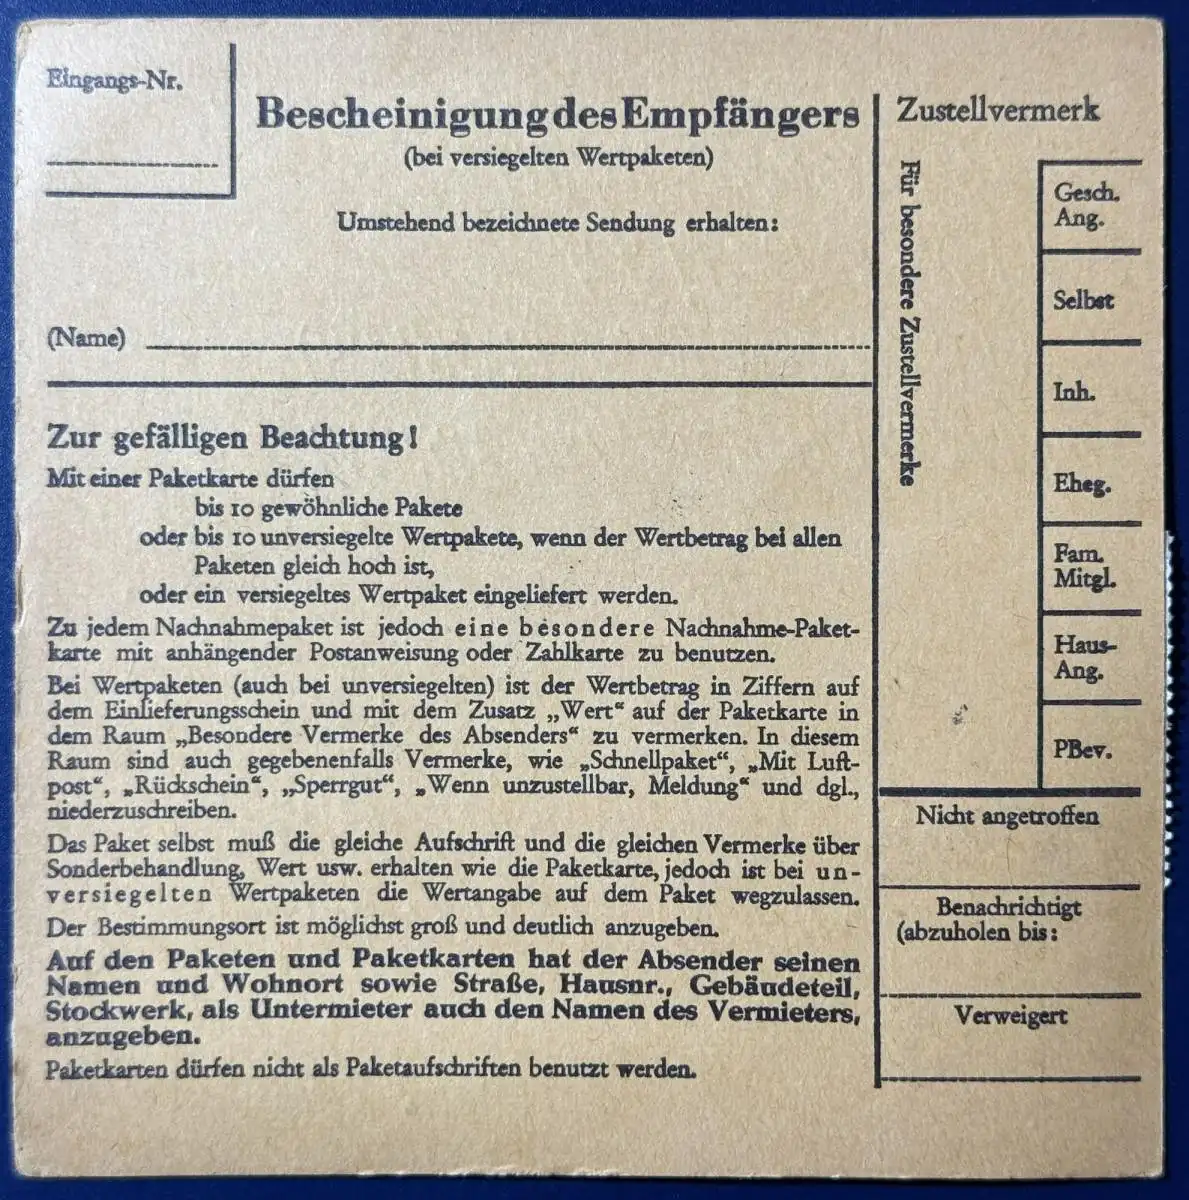 Eingangs-Nr.
Bescheinigung des Empfängers
(bei versiegelten Wertpaketen)
Umstehend bezeichnete Sendung erhalten:
(Name)
Zur gefälligen Beachtung!
Mit einer Paketkarte dürfen
bis 10 gewöhnliche Pakete
oder bis 10 unversiegelte Wertpakete, wenn der Wertbetrag bei allen
Paketen gleich hoch ist,
oder ein versiegeltes Wertpaket eingeliefert werden.
Zu jedem Nachnahmepaket ist jedoch eine besondere Nachnahme-Paket-
karte mit anhängender Postanweisung oder Zahlkarte zu benutzen.
Bei Wertpaketen (auch bei unversiegelten) ist der Wertbetrag in Ziffern auf
dem Einlieferungsschein und mit dem Zusatz „Wert“ auf der Paketkarte in
dem Raum „Besondere Vermerke des Absenders“ zu vermerken. In diesem
Raum sind auch gegebenenfalls Vermerke, wie „Schnellpaket“, „Mit Luft-
post“, „Rückschein“, „Sperrgut“, „Wenn unzustellbar, Meldung“ und dgl.,
niederzuschreiben.
Das Paket selbst muß die gleiche Aufschrift und die gleichen Vermerke über
Sonderbehandlung, Wert usw. erhalten wie die Paketkarte, jedoch ist bei un-
versiegelten Wertpaketen die Wertangabe auf dem Paket wegzulassen.
Der Bestimmungsort ist möglichst groß und deutlich anzugeben.
Auf den Paketen und Paketkarten hat der Absender seinen
Namen und Wohnort sowie Straße, Hausnr., Gebäudeteil,
Stockwerk, als Untermieter auch den Namen des Vermieters,
anzugeben.
Paketkarten dürfen nicht als Paketaufschriften benutzt werden.
Zustellvermerk
Für besondere Zustellvermerke
Gesch.
Ang.
Selbst
Inh.
Eheg.
Fam.
Mitgl.
Haus-
Ang.
PBev.
Nicht angetroffen
Benachrichtigt
(abzuholen bis:
Verweigert